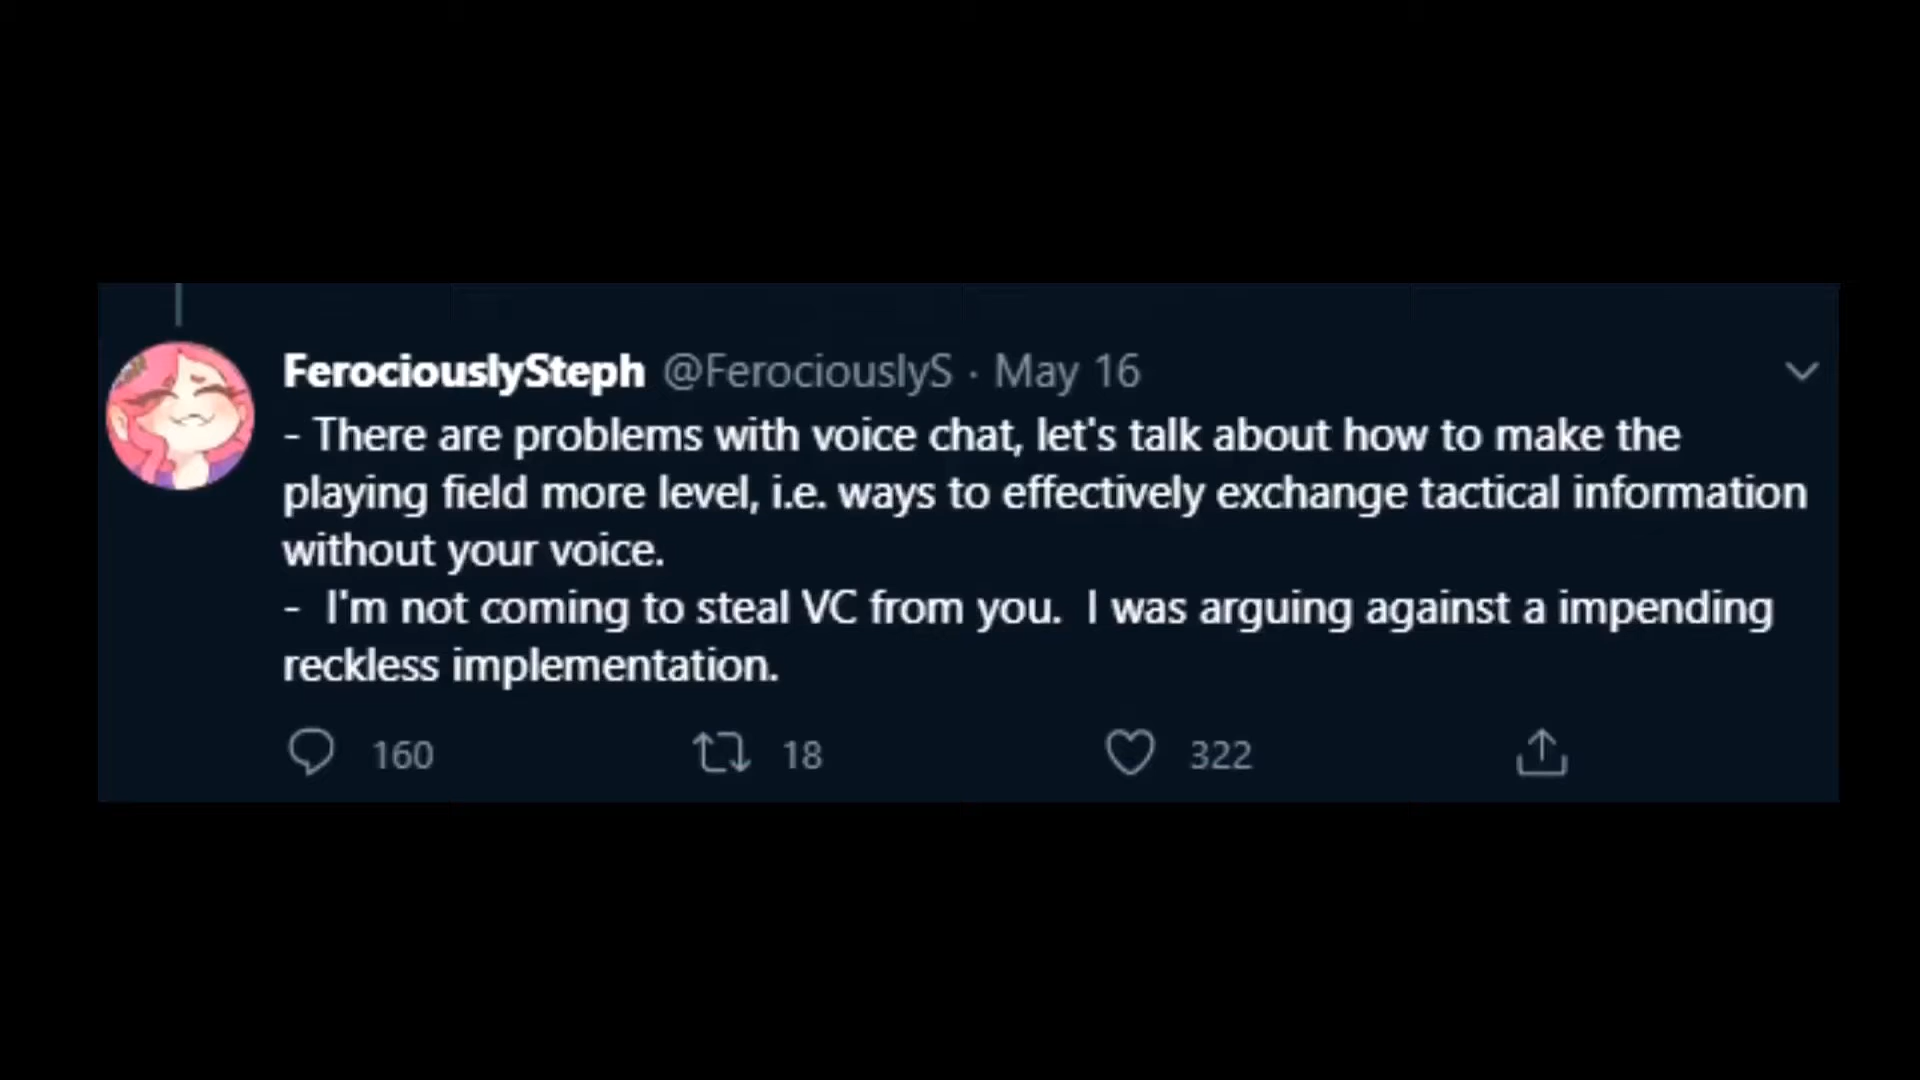 FerociouslySteph @FerociouslyS · May 16
- There are problems with voice chat, let's talk about how to make the
playing field more level, i.e. ways to effectively exchange tactical information
without your voice.
-  I'm not coming to steal VC from you.  I was arguing against a impending
reckless implementation.
160 18 322